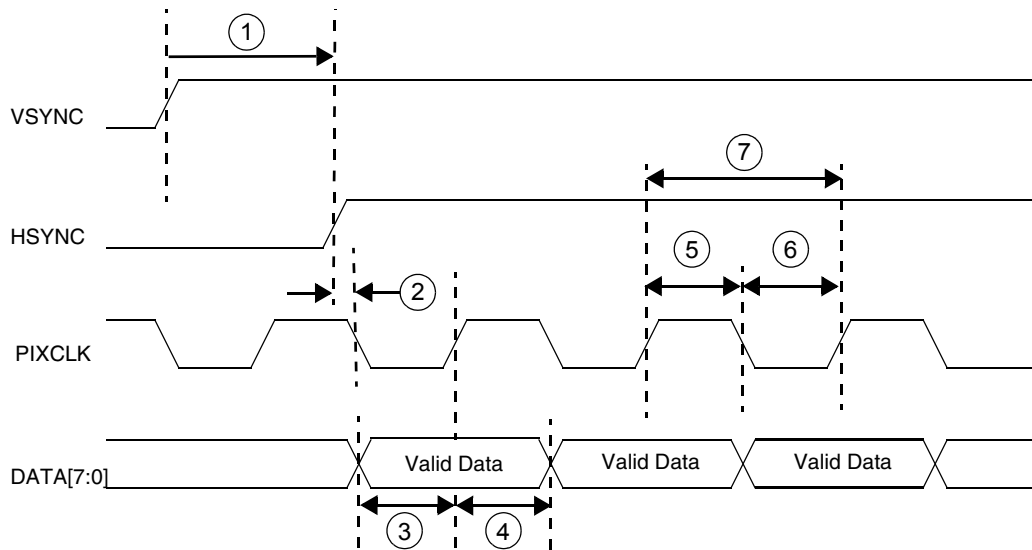 1
VSYNC
7
HSYNC
5
6
2
PIXCLK
DATA[7:0]
Valid Data
Valid Data
Valid Data
3
4